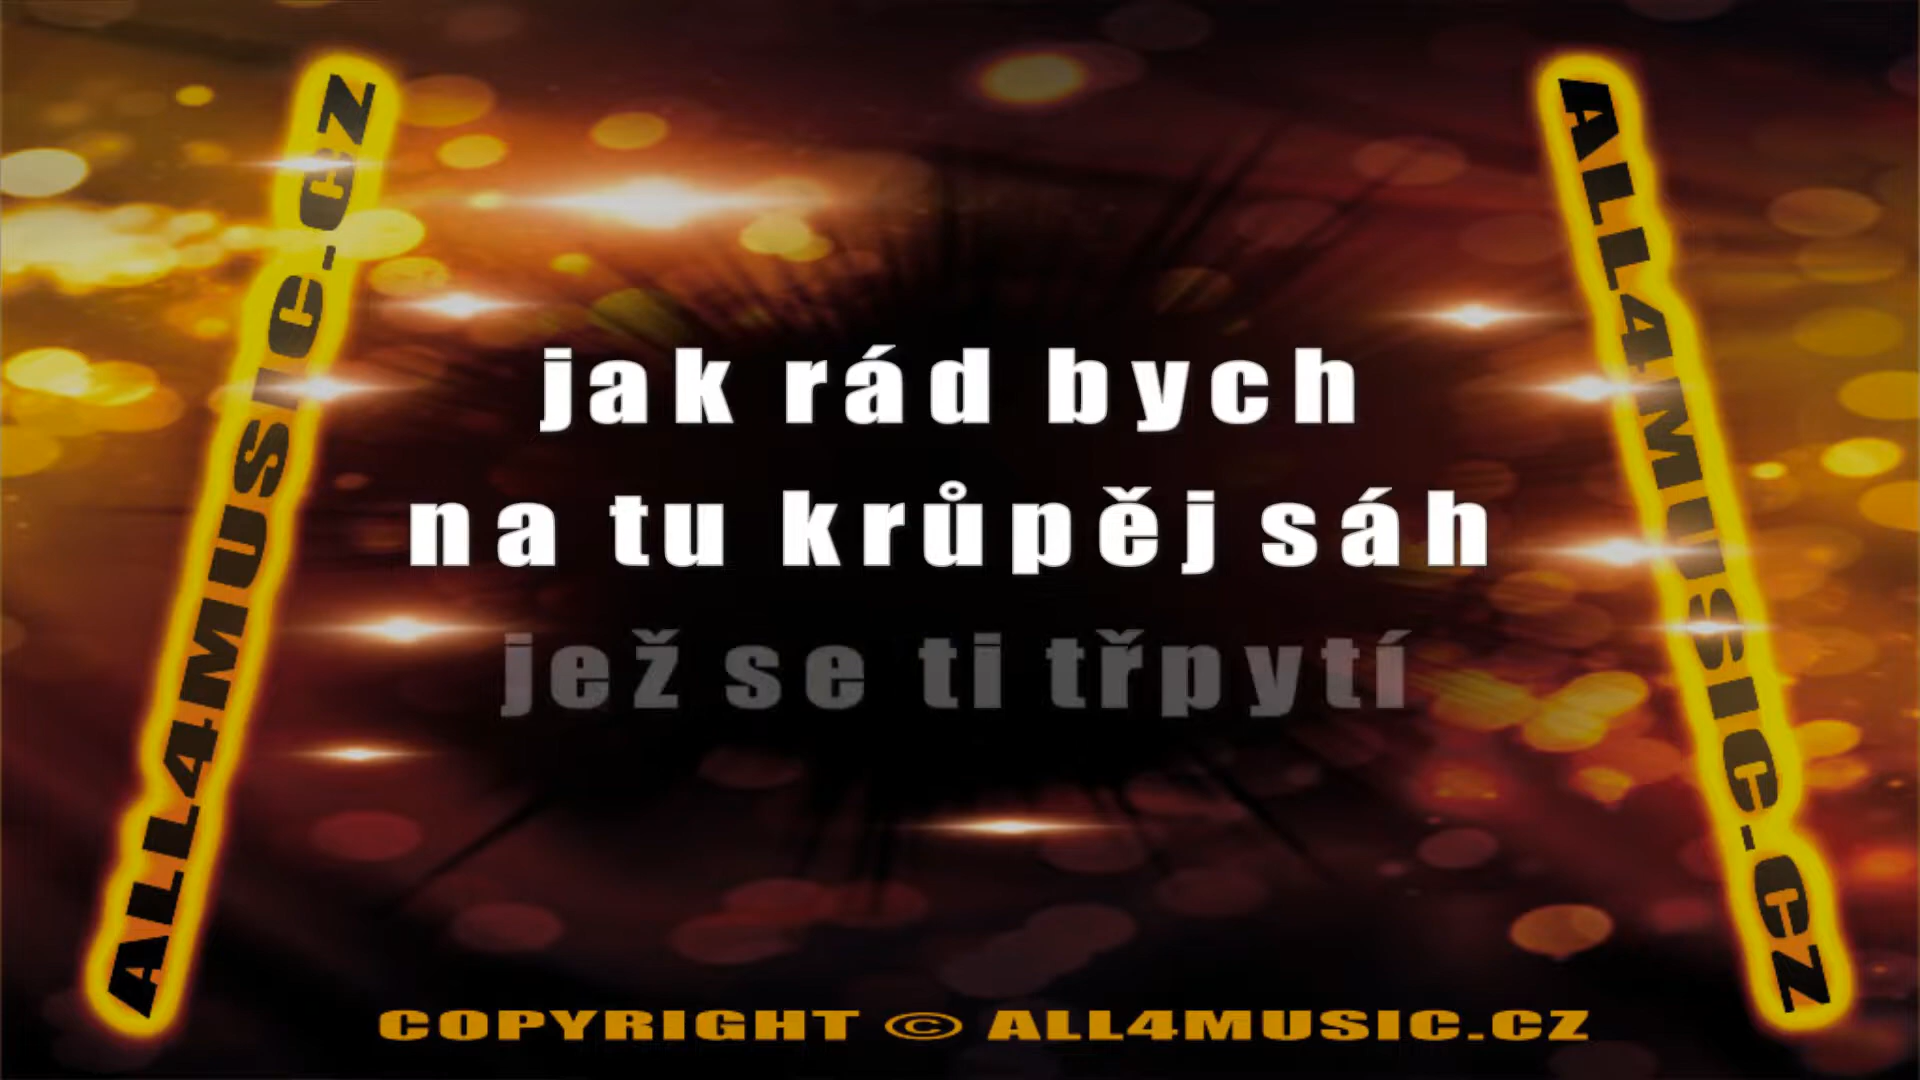 ALL4MUSIC.CZ
ALL4MUSIC.CZ
jak rád bych
na tu krůpěj sáh
jež se ti třpytí
COPYRIGHT © ALL4MUSIC.CZ